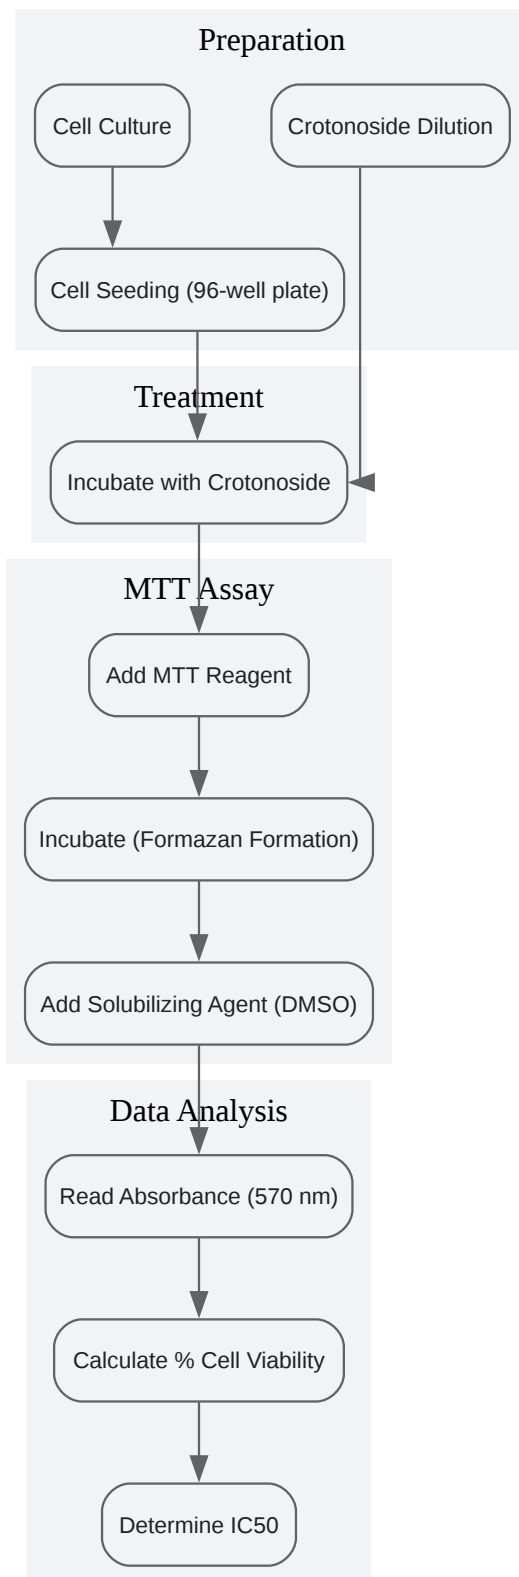 Preparation
Cell Culture
Crotonoside Dilution
Cell Seeding (96-well plate)
Treatment
Incubate with Crotonoside
MTT Assay
Add MTT Reagent
Incubate (Formazan Formation)
Add Solubilizing Agent (DMSO)
Data Analysis
Read Absorbance (570 nm)
Calculate % Cell Viability
Determine IC50